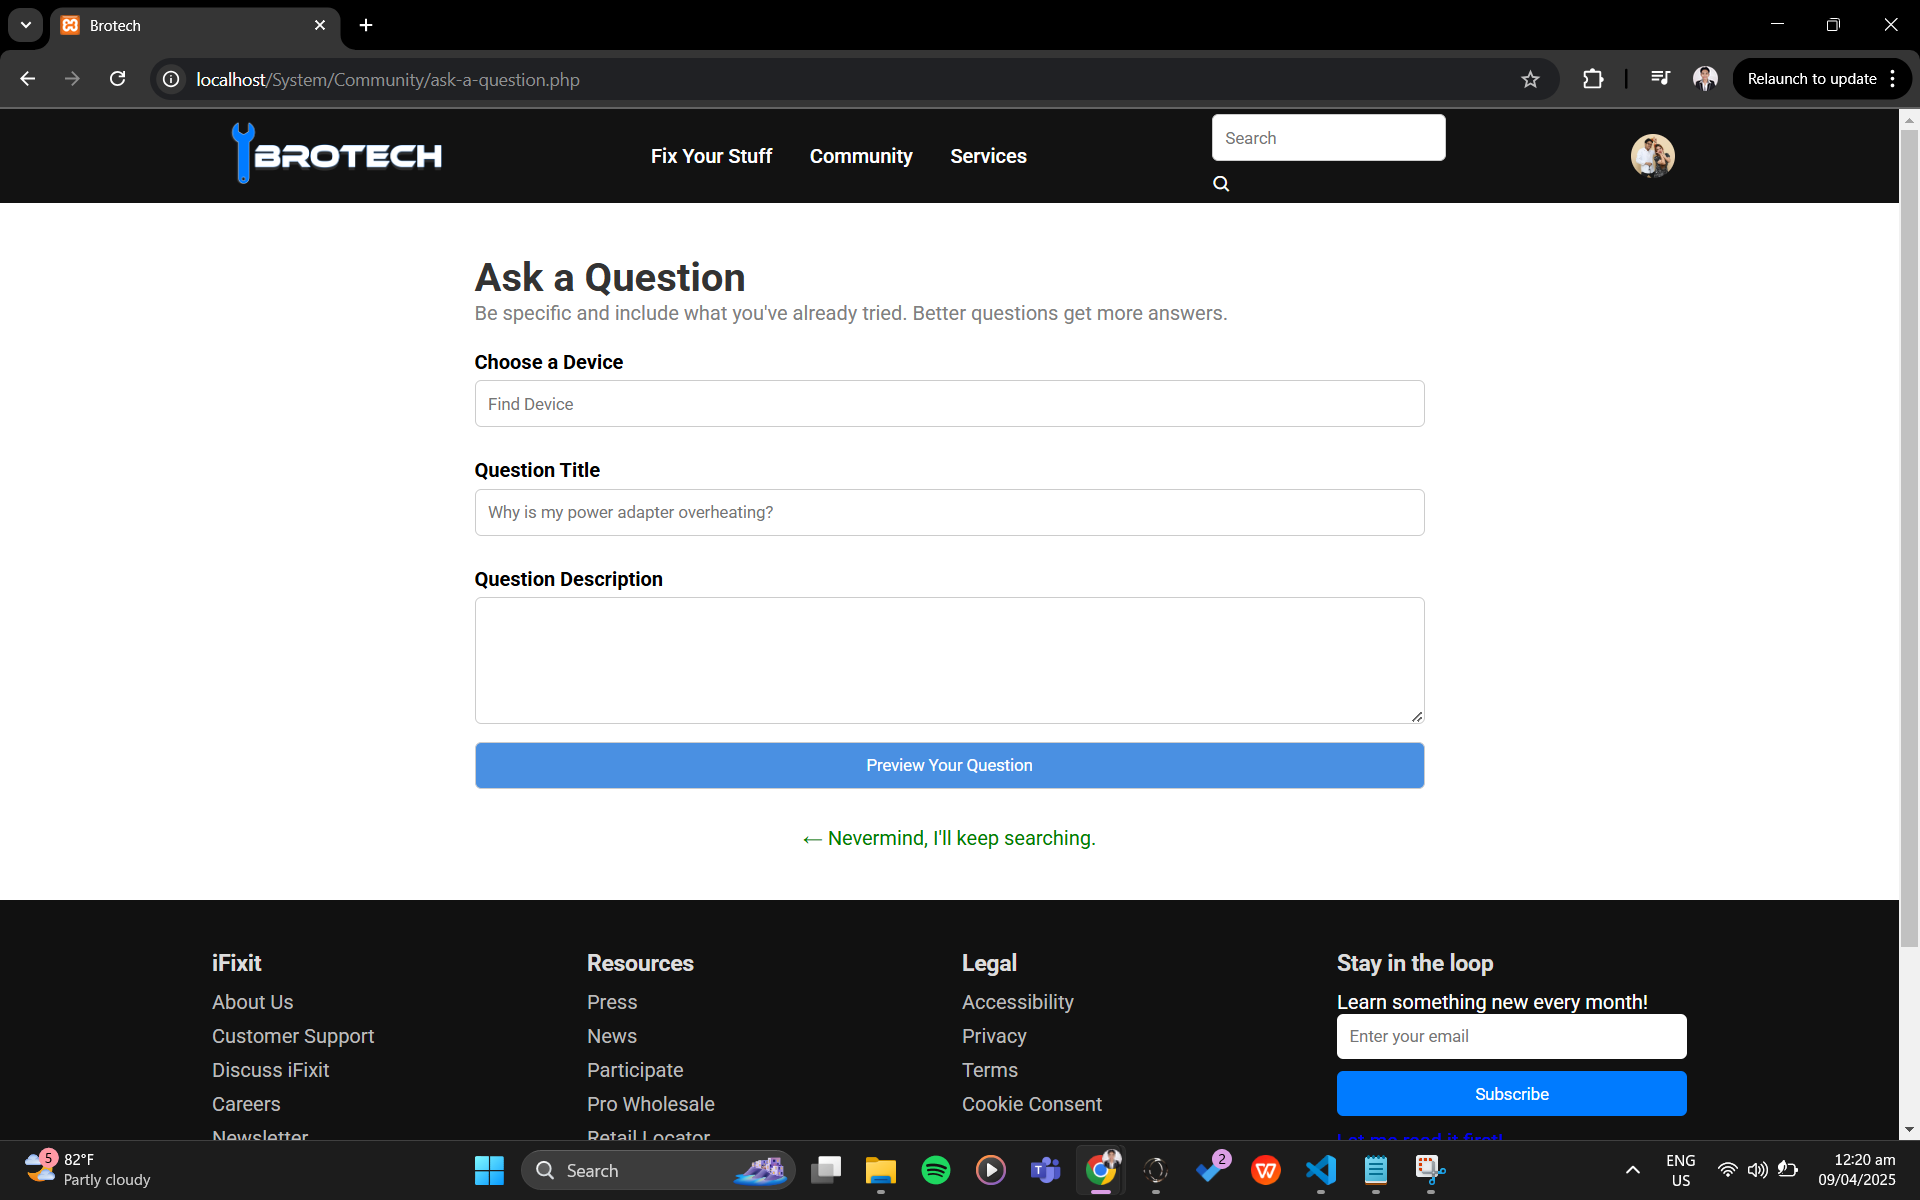 Brotech
localhost/System/Community/ask-a-question.php
Relaunch to update
BROTECH
Fix Your Stuff
Community
Services
Search
Ask a Question
Be specific and include what you've already tried. Better questions get more answers.
Choose a Device
Find Device
Question Title
Why is my power adapter overheating?
Question Description
Preview Your Question
← Nevermind, I'll keep searching.
iFixit
About Us
Customer Support
Discuss iFixit
Careers
Newsletter
Resources
Press
News
Participate
Pro Wholesale
Retail Locator
Legal
Accessibility
Privacy
Terms
Cookie Consent
Stay in the loop
Learn something new every month!
Enter your email
Subscribe
Let me read it first!
5
82°F
Partly cloudy
Search
2
ENG
US
12:20 am
09/04/2025